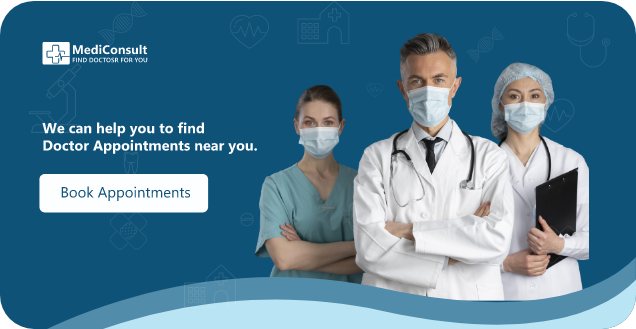 MediConsult
FIND DOCTOSR FOR YOU
We can help you to find
Doctor Appointments near you.
Book Appointments